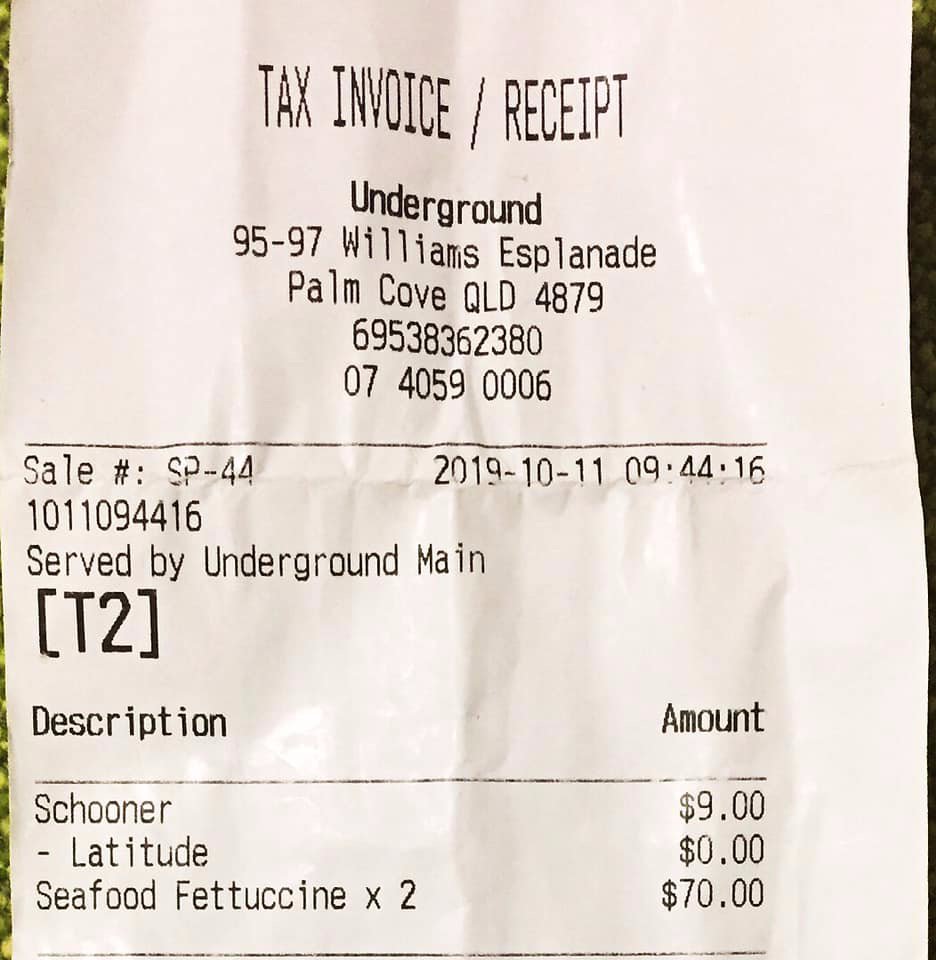 TAX INVOICE / RECEIPT
Underground
95-97 Williams Esplanade
Palm Cove QLD 4879
69538362380
07 4059 0006
Sale #: SP-44 2019-10-11 09:44:16
1011094416
Served by Underground Main
[T2]
Description Amount
Schooner $9.00
- Latitude $0.00
Seafood Fettuccine x 2 $70.00